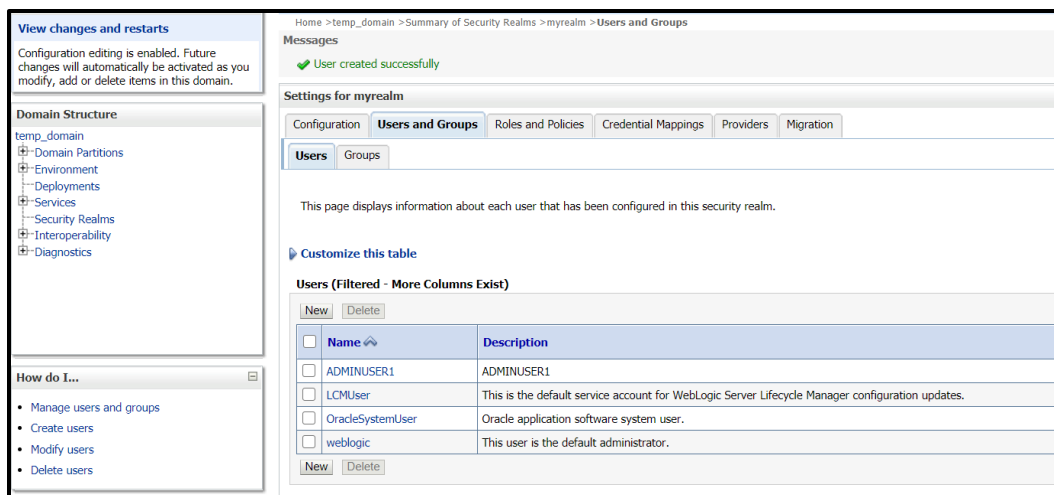 View changes and restarts
Configuration editing is enabled. Future
changes will automatically be activated as you
modify, add or delete items in this domain.
Domain Structure
temp_domain
Domain Partitions
Environment
Deployments
Services
Security Realms
Interoperability
Diagnostics
How do I...
Manage users and groups
Create users
Modify users
Delete users
Home >temp_domain >Summary of Security Realms >myrealm >Users and Groups
Messages
User created successfully
Settings for myrealm
Configuration Users and Groups Roles and Policies Credential Mappings Providers Migration
Users Groups
This page displays information about each user that has been configured in this security realm.
Customize this table
Users (Filtered - More Columns Exist)
New Delete
Name Description
ADMINUSER1 ADMINUSER1
LCMUser This is the default service account for WebLogic Server Lifecycle Manager configuration updates.
OracleSystemUser Oracle application software system user.
weblogic This user is the default administrator.
New Delete